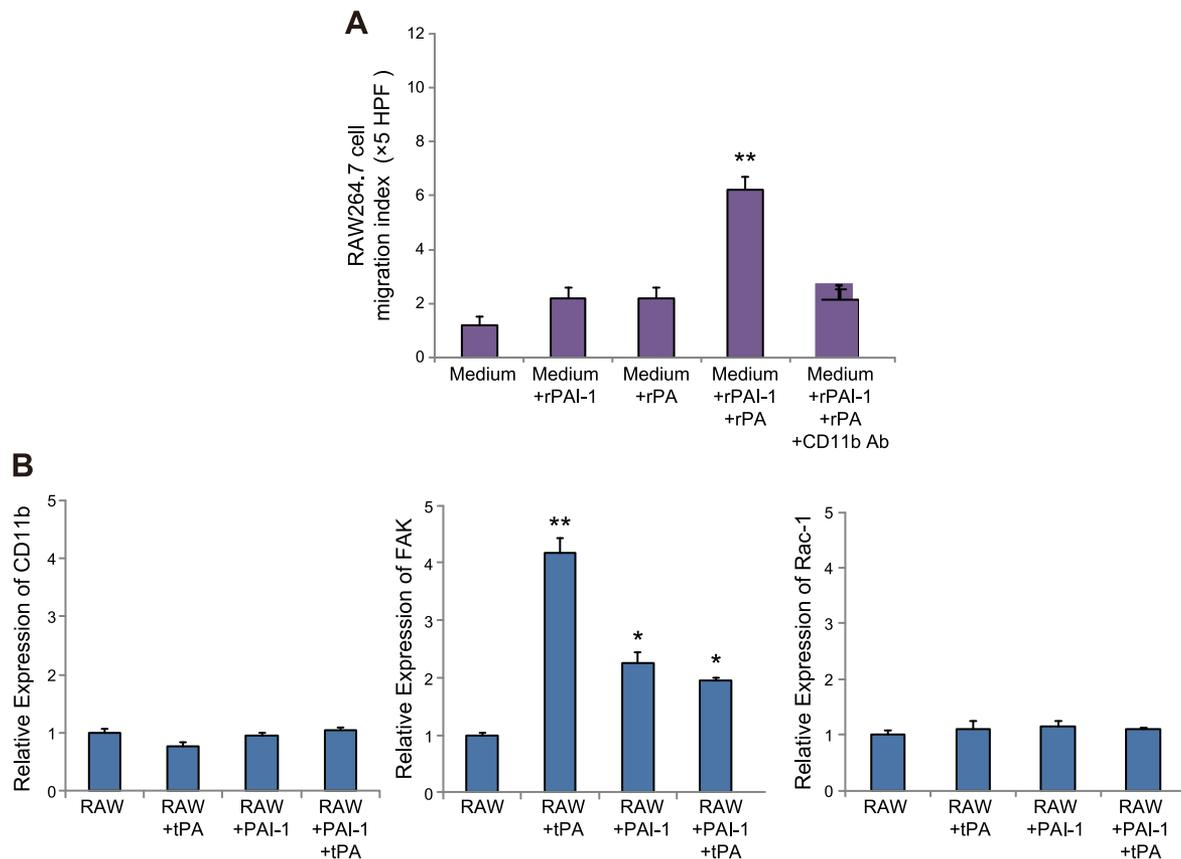 A
RAW264.7 cell
migration index (×5 HPF )
12
10
8
6
4
2
0
**
Medium
Medium
+rPAI-1
Medium
+rPA
Medium
+rPAI-1
+rPA
Medium
+rPAI-1
+rPA
+CD11b Ab
B
Relative Expression of CD11b
5
4
3
2
1
0
RAW
RAW
+tPA
RAW
+PAI-1
RAW
+PAI-1
+tPA
Relative Expression of FAK
5
4
3
2
1
0
**
*
*
RAW
RAW
+tPA
RAW
+PAI-1
RAW
+PAI-1
+tPA
Relative Expression of Rac-1
5
4
3
2
1
0
RAW
RAW
+tPA
RAW
+PAI-1
RAW
+PAI-1
+tPA